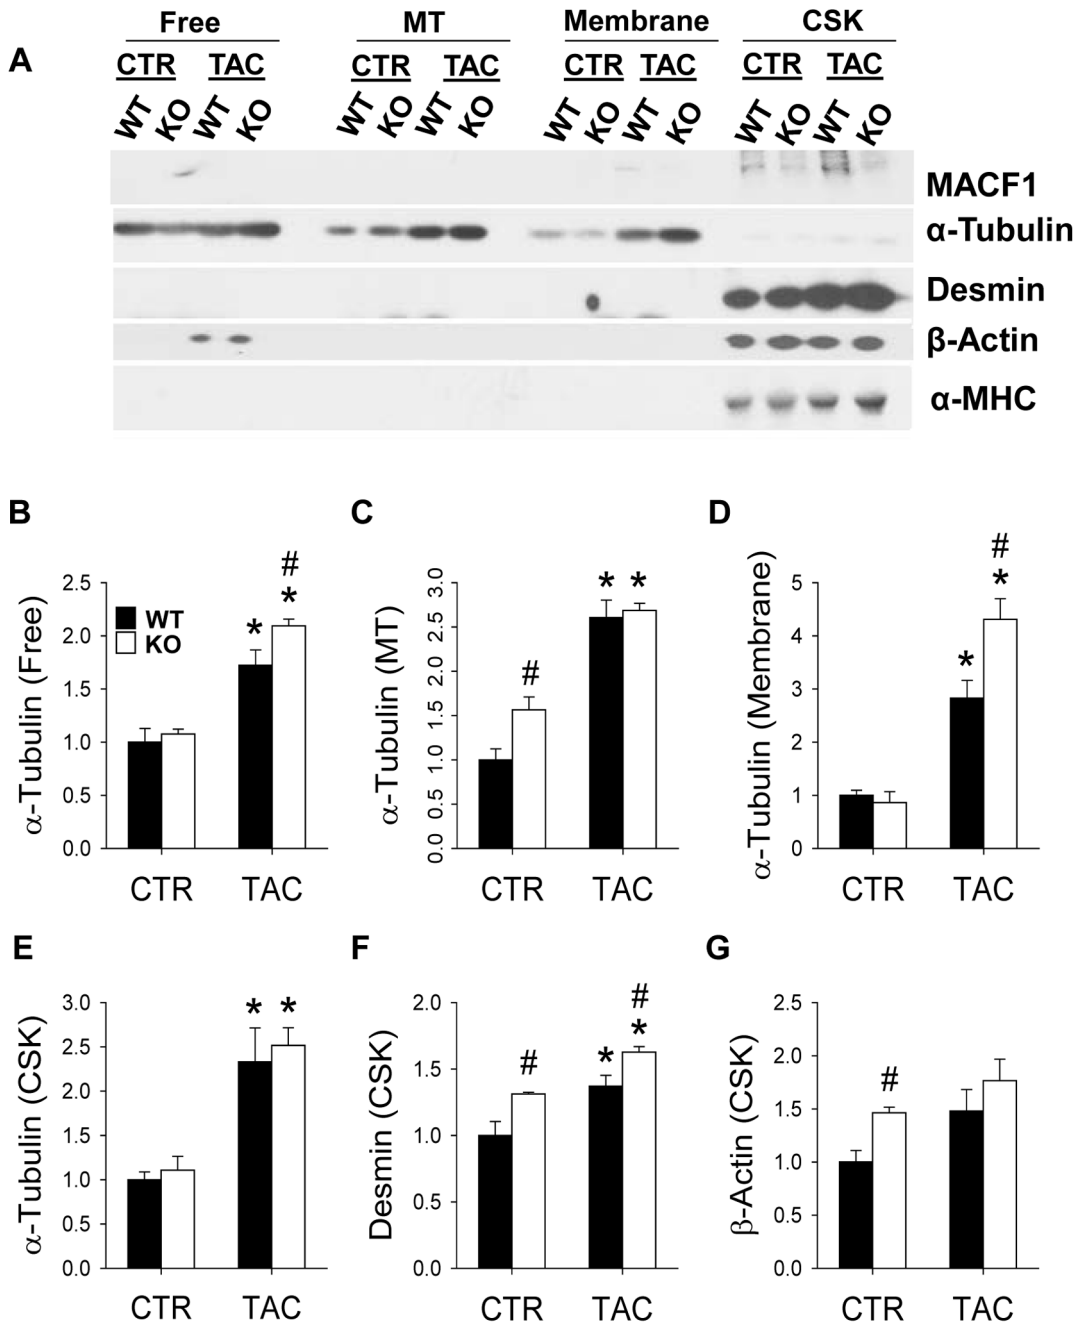 Free MT Membrane CSK
A
CTR TAC CTR TAC CTR TAC CTR TAC
WT KO WT KO WT KO WT KO WT KO WT KO WT KO WT KO
MACF1
α-Tubulin
Desmin
β-Actin
α-MHC
B
α-Tubulin (Free)
2.5
2.0
1.5
1.0
0.5
0.0
WT
KO
*
#
*
CTR TAC
C
α-Tubulin (MT)
3.0
2.5
2.0
1.5
1.0
0.5
0.0
#
* *
CTR TAC
D
α-Tubulin (Membrane)
5
4
3
2
1
0
*
#
*
CTR TAC
E
α-Tubulin (CSK)
3.0
2.5
2.0
1.5
1.0
0.5
0.0
* *
CTR TAC
F
Desmin (CSK)
2.0
1.5
1.0
0.5
0.0
#
*
#
*
CTR TAC
G
β-Actin (CSK)
2.5
2.0
1.5
1.0
0.5
0.0
#
CTR TAC